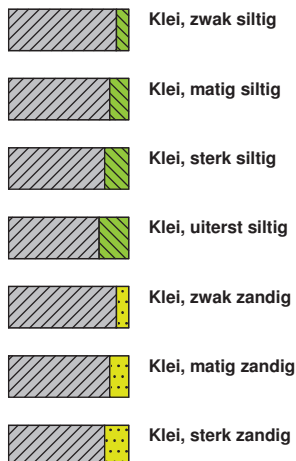 Klei, zwak siltig
Klei, matig siltig
Klei, sterk siltig
Klei, uiterst siltig
Klei, zwak zandig
Klei, matig zandig
Klei, sterk zandig